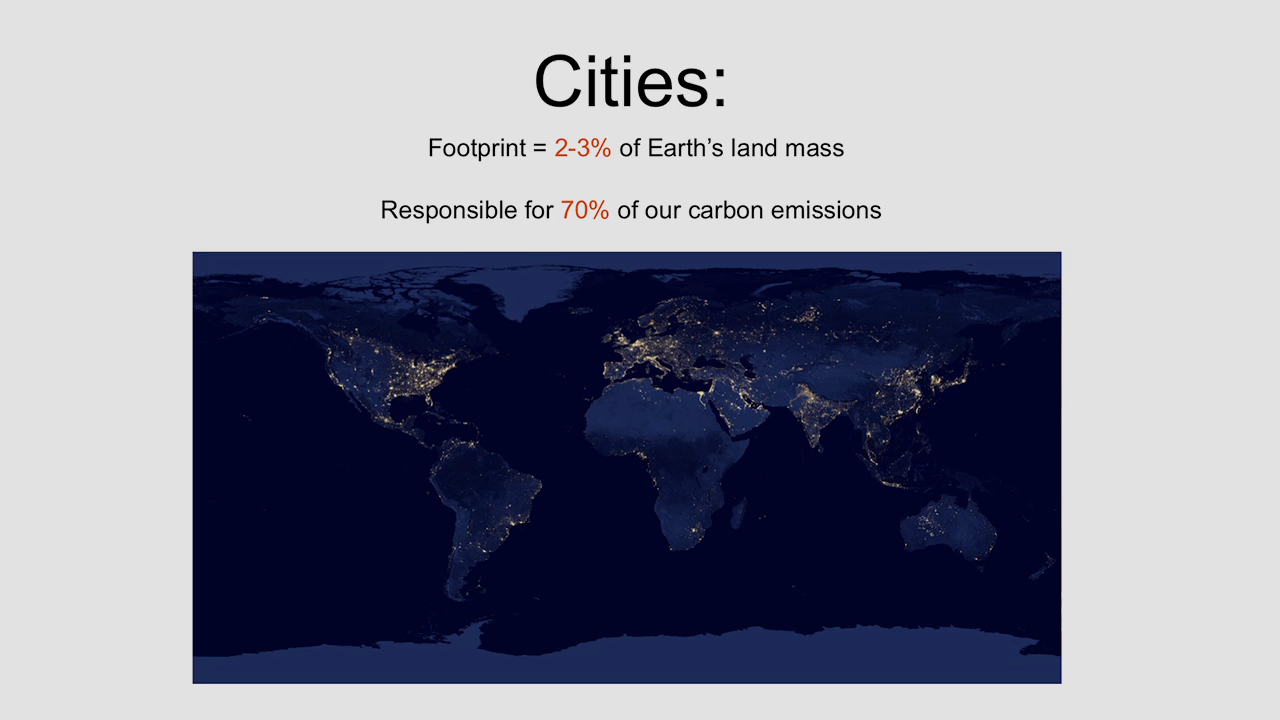 Cities:
Footprint = 2-3% of Earth’s land mass
Responsible for 70% of our carbon emissions